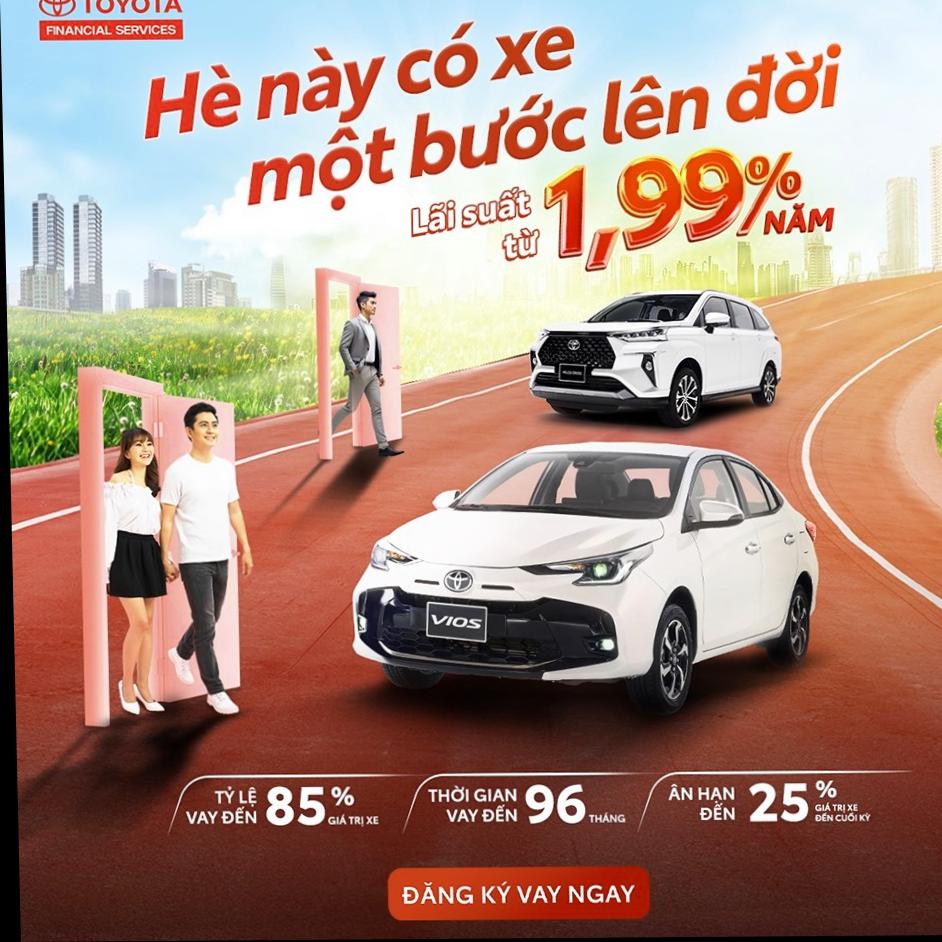 TOYOTA
FINANCIAL SERVICES
Hè này có xe
một bước lên đời
Lãi suất
từ 1,99% NĂM
VIOS
TỶ LỆ
VAY ĐẾN 85% GIÁ TRỊ XE
THỜI GIAN
VAY ĐẾN 96 THÁNG
ÂN HẠN
ĐẾN 25% GIÁ TRỊ XE
ĐẾN CUỐI KỲ
ĐĂNG KÝ VAY NGAY